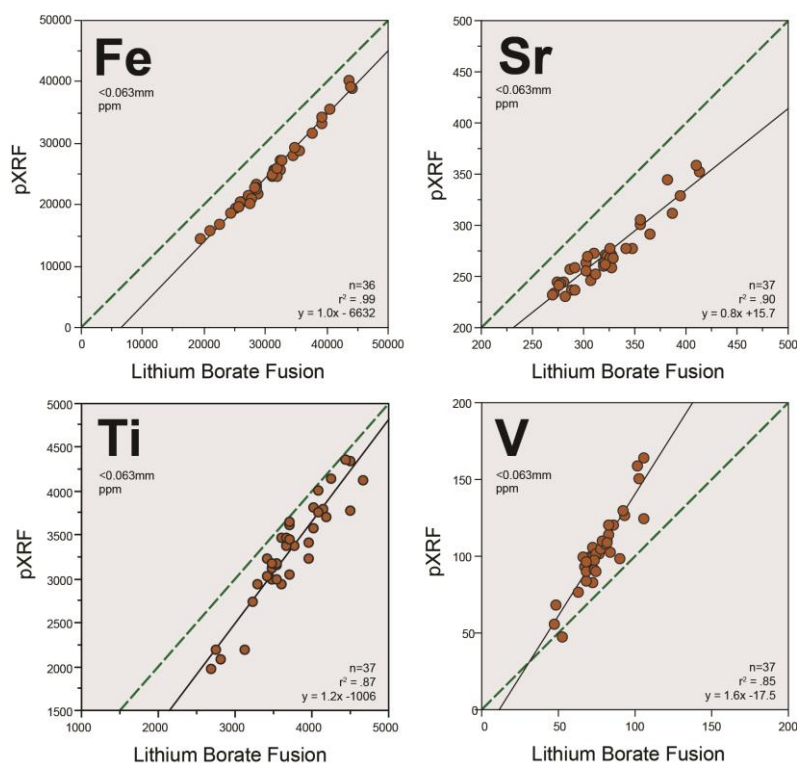 Fe
<0.063mm
ppm
50000
40000
30000
20000
10000
0
pXRF
n=36
r² = .99
y = 1.0x - 6632
0 10000 20000 30000 40000 50000
Lithium Borate Fusion
Sr
<0.063mm
ppm
500
450
400
350
300
250
200
pXRF
n=37
r² = .90
y = 0.8x +15.7
200 250 300 350 400 450 500
Lithium Borate Fusion
Ti
<0.063mm
ppm
5000
4500
4000
3500
3000
2500
2000
1500
pXRF
n=37
r² = .87
y = 1.2x -1006
1000 2000 3000 4000 5000
Lithium Borate Fusion
V
<0.063mm
ppm
200
150
100
50
0
pXRF
n=37
r² = .85
y = 1.6x -17.5
0 50 100 150 200
Lithium Borate Fusion